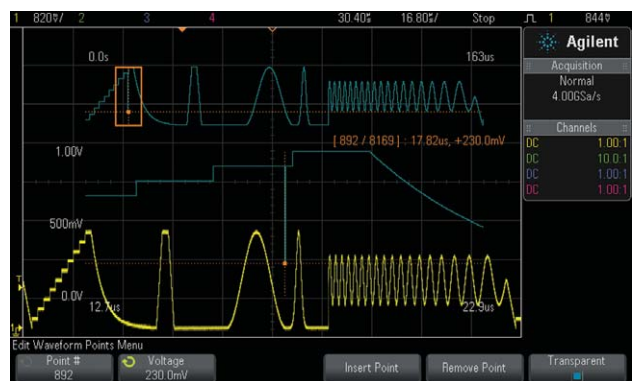 1 820▽/ 2 3 4 30.40s 16.80s/ Stop 1 844▽
0.0s 163us
Agilent
Acquisition
Normal
4.00GSa/s
Channels
DC 1.00:1
DC 10.0:1
DC 1.00:1
DC 1.00:1
[ 892 / 8169 ] : 17.82us, +230.0mV
1.00V
500mV
0.0V
12.7us 22.9us
T
1
Edit Waveform Points Menu
Point #
892
Voltage
230.0mV
Insert Point
Remove Point
Transparent